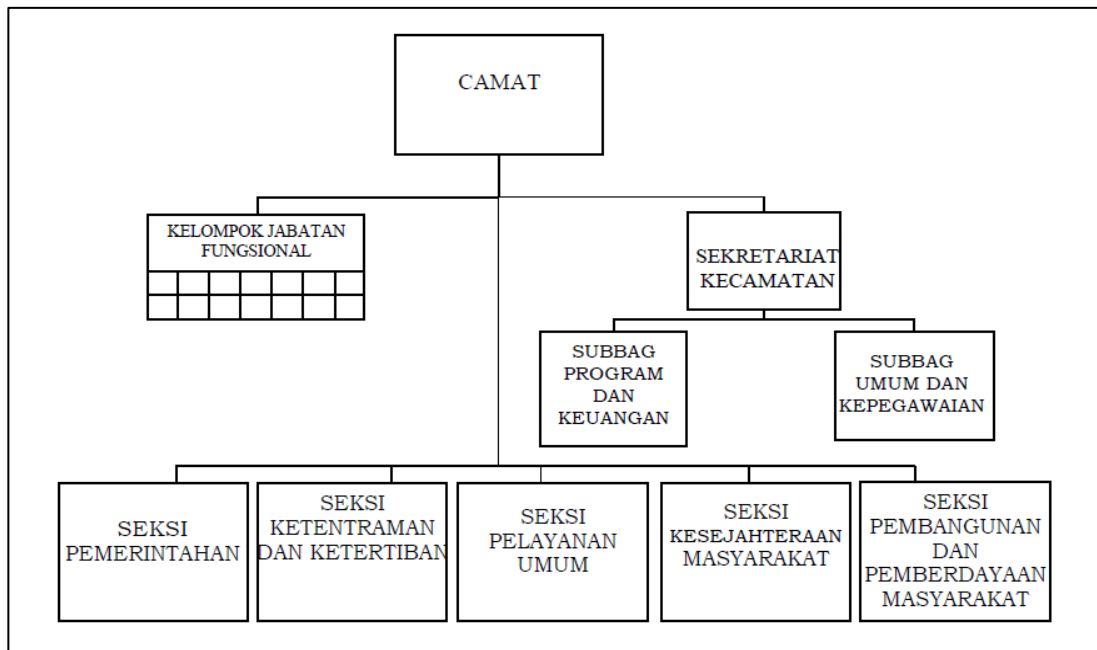 CAMAT
KELOMPOK JABATAN
FUNGSIONAL
SEKRETARIAT
KECAMATAN
SUBBAG
PROGRAM
DAN
KEUANGAN
SUBBAG
UMUM DAN
KEPEGAWAIAN
SEKSI
PEMERINTAHAN
SEKSI
KETENTRAMAN
DAN KETERTIBAN
SEKSI
PELAYANAN
UMUM
SEKSI
KESEJAHTERAAN
MASYARAKAT
SEKSI
PEMBANGUNAN
DAN
PEMBERDAYAAN
MASYARAKAT